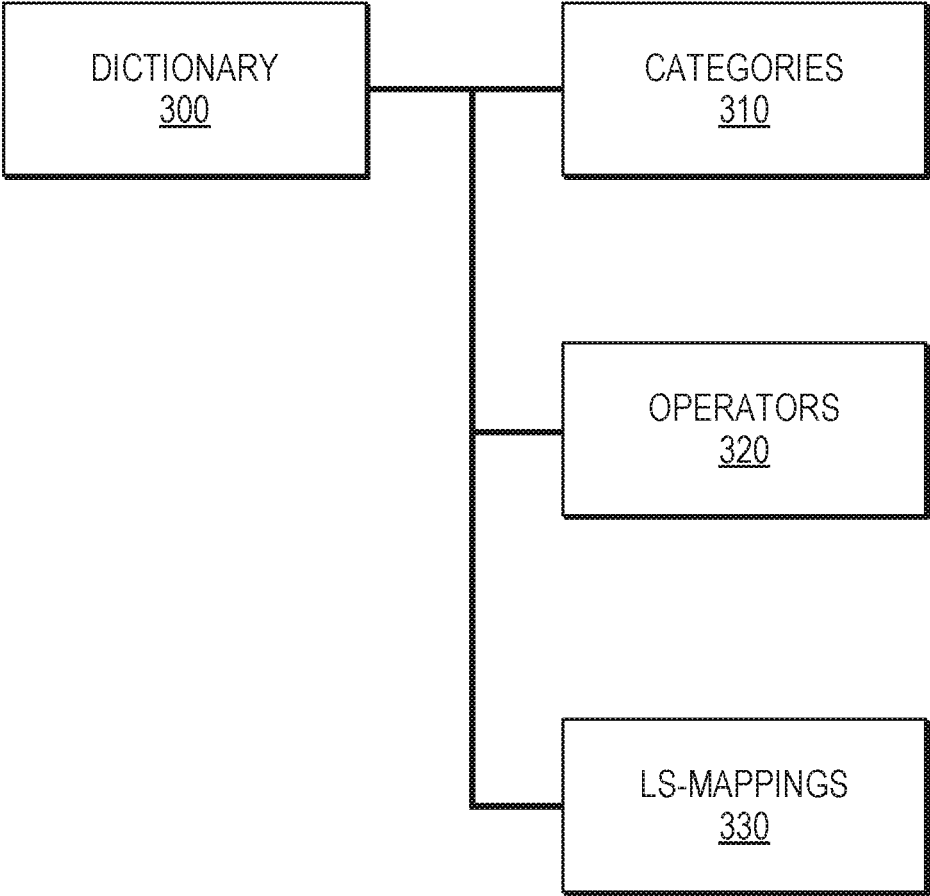 DICTIONARY
300
CATEGORIES
310
OPERATORS
320
LS-MAPPINGS
330